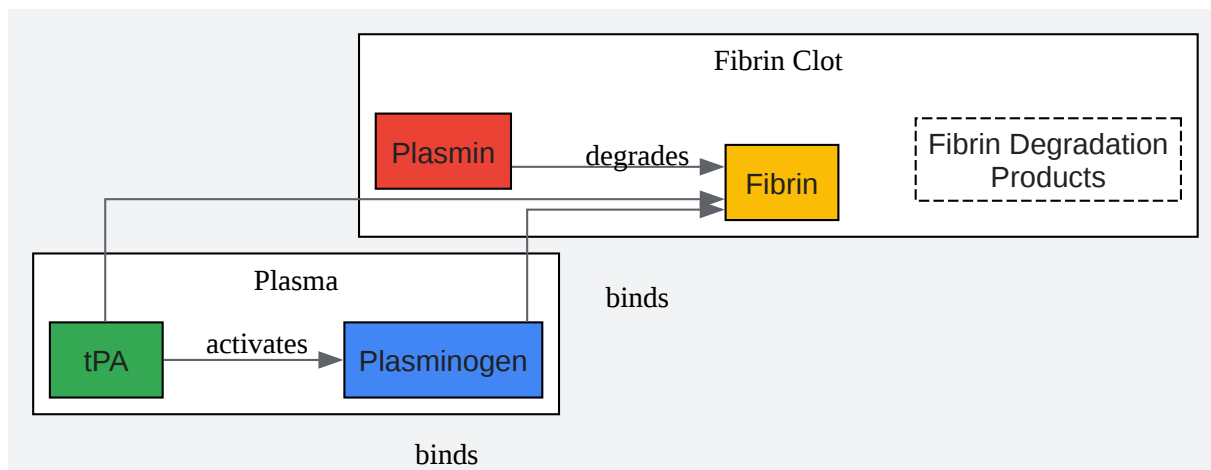 Fibrin Clot
Plasmin
degrades
Fibrin
Fibrin Degradation
Products
Plasma
tPA
activates
Plasminogen
binds
binds